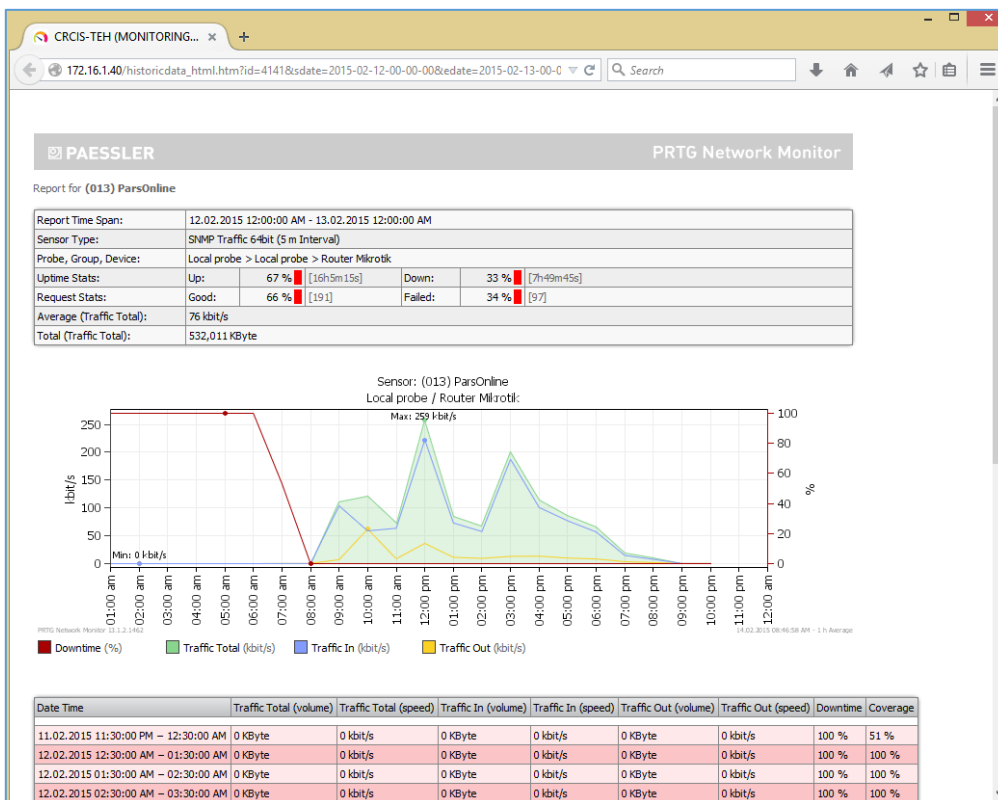 CRCIS-TEH (MONITORING... × +
172.16.1.40/historicdata_html.htm?id=4141&sdate=2015-02-12-00-00-00&edate=2015-02-13-00-0 Search
PAESSLER PRTG Network Monitor
Report for (013) ParsOnline
Report Time Span: 12.02.2015 12:00:00 AM - 13.02.2015 12:00:00 AM
Sensor Type: SNMP Traffic 64bit (5 m Interval)
Probe, Group, Device: Local probe > Local probe > Router Mikrotik
Uptime Stats: Up: 67 % [16h5m15s] Down: 33 % [7h49m45s]
Request Stats: Good: 66 % [191] Failed: 34 % [97]
Average (Traffic Total): 76 kbit/s
Total (Traffic Total): 532,011 KByte
Sensor: (013) ParsOnline
Local probe / Router Mikrotik
Max: 259 kbit/s
250 100
200 80
150 60
100 40
50 20
0 0
kbit/s %
Min: 0 kbit/s
01:00 am 02:00 am 03:00 am 04:00 am 05:00 am 06:00 am 07:00 am 08:00 am 09:00 am 10:00 am 11:00 am 12:00 pm 01:00 pm 02:00 pm 03:00 pm 04:00 pm 05:00 pm 06:00 pm 07:00 pm 08:00 pm 09:00 pm 10:00 pm 11:00 pm 12:00 am
PRTG Network Monitor 13.1.2.1462 14.02.2015 08:46:58 AM - 1 h Average
Downtime (%) Traffic Total (kbit/s) Traffic In (kbit/s) Traffic Out (kbit/s)
Date Time Traffic Total (volume) Traffic Total (speed) Traffic In (volume) Traffic In (speed) Traffic Out (volume) Traffic Out (speed) Downtime Coverage
11.02.2015 11:30:00 PM – 12:30:00 AM 0 KByte 0 kbit/s 0 KByte 0 kbit/s 0 KByte 0 kbit/s 100 % 51 %
12.02.2015 12:30:00 AM – 01:30:00 AM 0 KByte 0 kbit/s 0 KByte 0 kbit/s 0 KByte 0 kbit/s 100 % 100 %
12.02.2015 01:30:00 AM – 02:30:00 AM 0 KByte 0 kbit/s 0 KByte 0 kbit/s 0 KByte 0 kbit/s 100 % 100 %
12.02.2015 02:30:00 AM – 03:30:00 AM 0 KByte 0 kbit/s 0 KByte 0 kbit/s 0 KByte 0 kbit/s 100 % 100 %